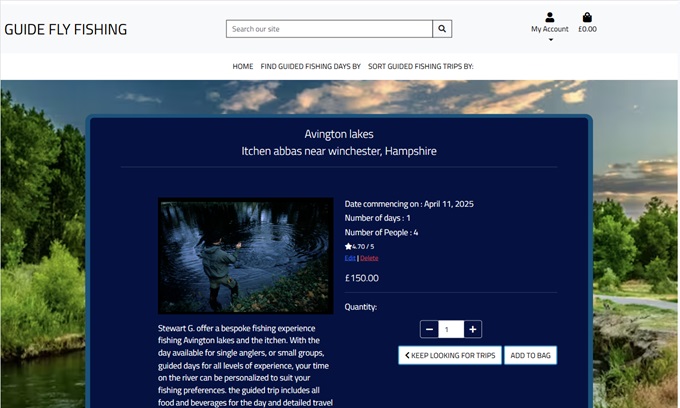 GUIDE FLY FISHING
Search our site
My Account
£0.00
HOME FIND GUIDED FISHING DAYS BY SORT GUIDED FISHING TRIPS BY:
Avington lakes
Itchen abbas near winchester, Hampshire
Date commencing on : April 11, 2025
Number of days : 1
Number of People : 4
4.70 / 5
Edit | Delete
£150.00
Quantity:
1
KEEP LOOKING FOR TRIPS ADD TO BAG
Stewart G. offer a bespoke fishing experience
fishing Avington lakes and the itchen. With the
day available for single anglers, or small groups,
guided days for all levels of experience, your time
on the river can be personalized to suit your
fishing preferences. the guided trip includes all
food and beverages for the day and detailed travel